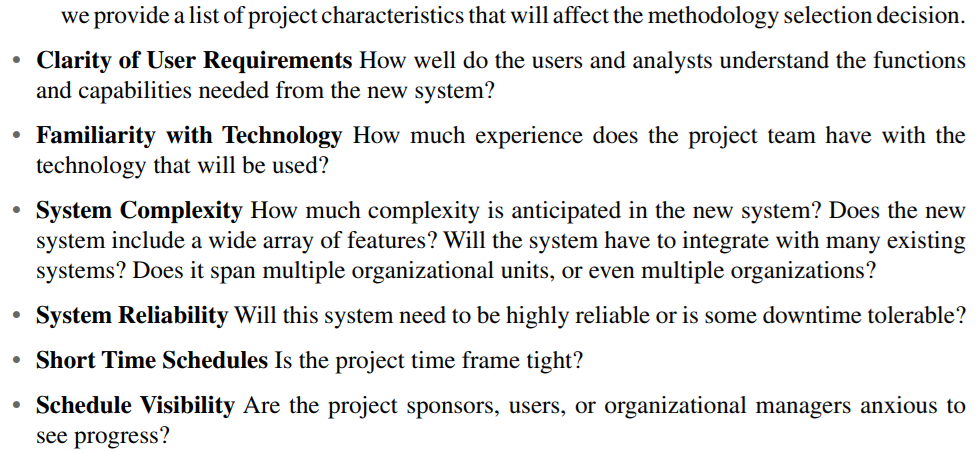 we provide a list of project characteristics that will affect the methodology selection decision.
• Clarity of User Requirements How well do the users and analysts understand the functions
and capabilities needed from the new system?
• Familiarity with Technology How much experience does the project team have with the
technology that will be used?
• System Complexity How much complexity is anticipated in the new system? Does the new
system include a wide array of features? Will the system have to integrate with many existing
systems? Does it span multiple organizational units, or even multiple organizations?
• System Reliability Will this system need to be highly reliable or is some downtime tolerable?
• Short Time Schedules Is the project time frame tight?
• Schedule Visibility Are the project sponsors, users, or organizational managers anxious to
see progress?